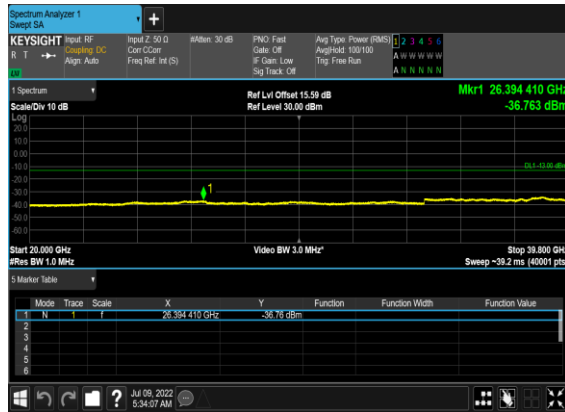 Spectrum Analyzer 1
Swept SA
+
KEYSIGHT Input: RF Input Z: 50 Ω #Atten: 30 dB PNO: Fast Avg Type: Power (RMS) 1 2 3 4 5 6
R T Coupling: DC Corr CCorr Gate: Off Avg|Hold: 100/100 A W W W W W
Align: Auto Freq Ref: Int (S) IF Gain: Low Trig: Free Run
LW Sig Track: Off A N N N N N
1 Spectrum Ref Lvl Offset 15.59 dB Mkr1 26.394 410 GHz
Scale/Div 10 dB Ref Level 30.00 dBm -36.763 dBm
Log
20.0
10.0
0.00
-10.0 DL1 -13.00 dBm
-20.0
-30.0 1
-40.0
-50.0
-60.0
Start 20.000 GHz Video BW 3.0 MHz* Stop 39.800 GHz
#Res BW 1.0 MHz Sweep ~39.2 ms (40001 pts)
5 Marker Table
Mode Trace Scale X Y Function Function Width Function Value
1 N 1 f 26.394 410 GHz -36.76 dBm
2
3
4
5
6
? Jul 09, 2022
5:34:07 AM